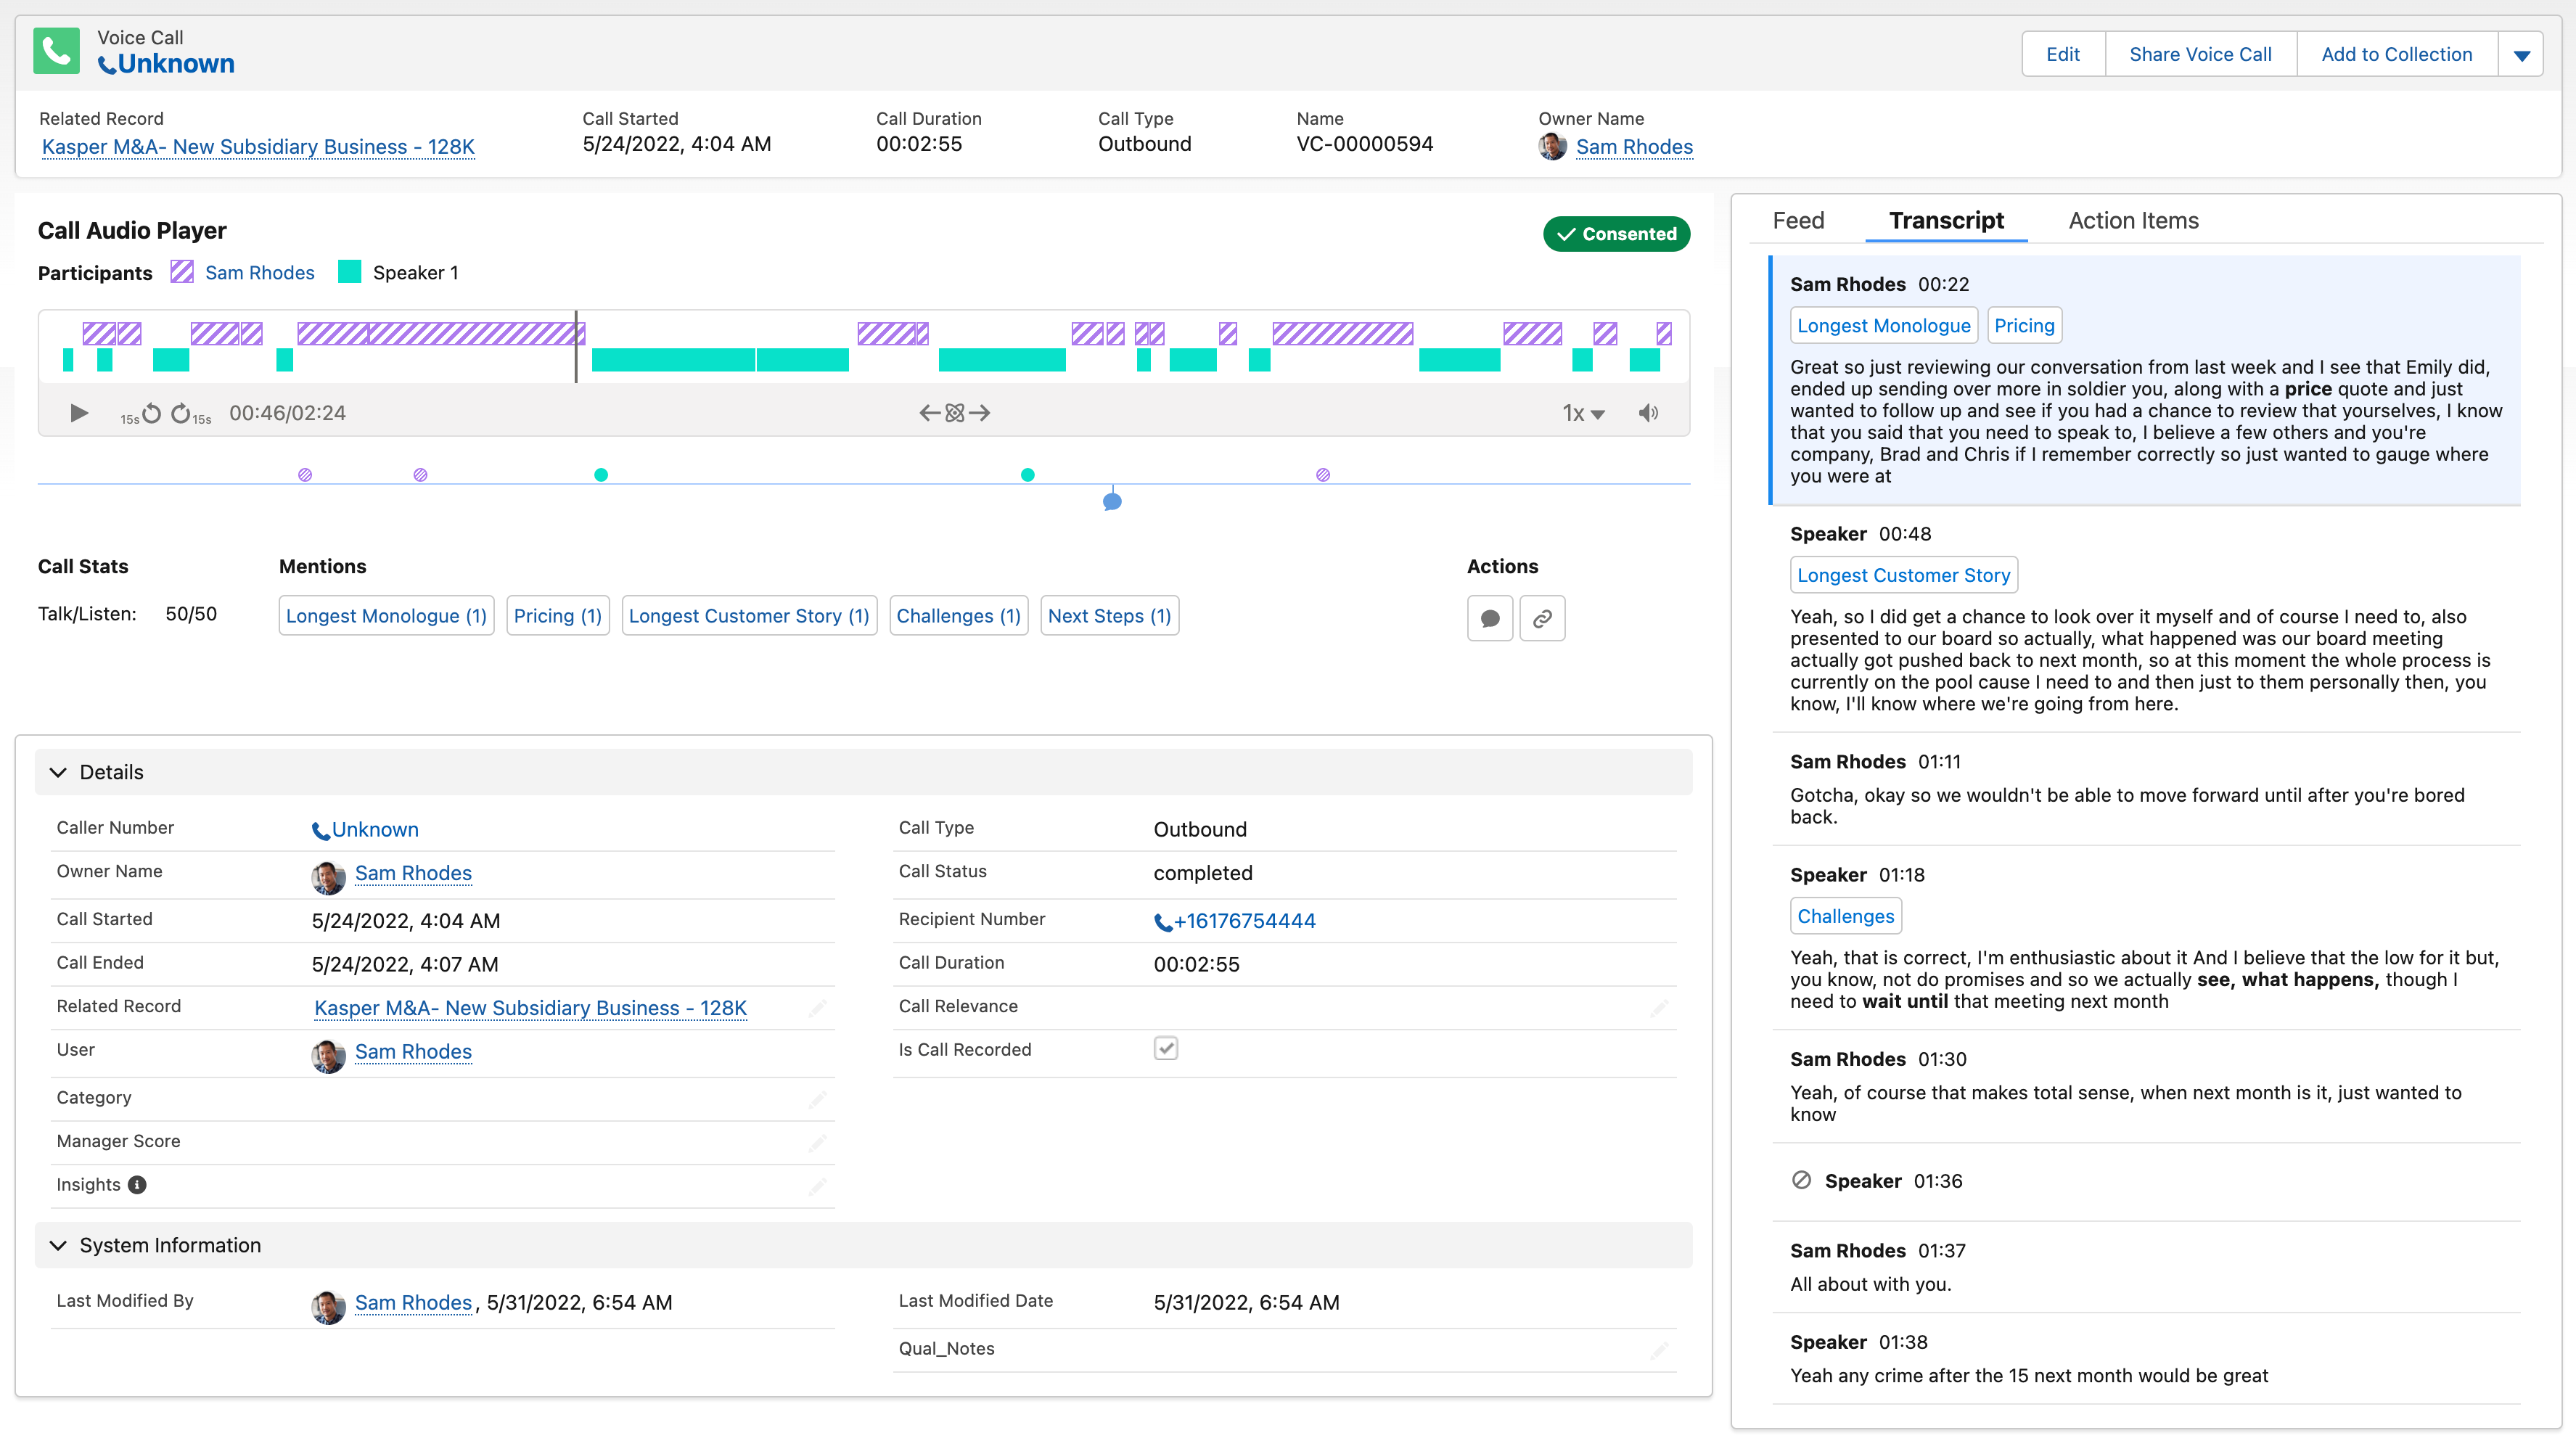 Voice Call
Unknown
Edit
Share Voice Call
Add to Collection
Related Record
Kasper M&A- New Subsidiary Business - 128K
Call Started
5/24/2022, 4:04 AM
Call Duration
00:02:55
Call Type
Outbound
Name
VC-00000594
Owner Name
Sam Rhodes
Call Audio Player
Consented
Participants Sam Rhodes Speaker 1
15s 15s 00:46/02:24
1x
Call Stats
Talk/Listen: 50/50
Mentions
Longest Monologue (1)
Pricing (1)
Longest Customer Story (1)
Challenges (1)
Next Steps (1)
Actions
Details
Caller Number Unknown
Owner Name Sam Rhodes
Call Started 5/24/2022, 4:04 AM
Call Ended 5/24/2022, 4:07 AM
Related Record Kasper M&A- New Subsidiary Business - 128K
User Sam Rhodes
Category
Manager Score
Insights
Call Type Outbound
Call Status completed
Recipient Number +16176754444
Call Duration 00:02:55
Call Relevance
Is Call Recorded
System Information
Last Modified By Sam Rhodes, 5/31/2022, 6:54 AM
Last Modified Date 5/31/2022, 6:54 AM
Qual_Notes
Feed
Transcript
Action Items
Sam Rhodes 00:22
Longest Monologue
Pricing
Great so just reviewing our conversation from last week and I see that Emily did,
ended up sending over more in soldier you, along with a price quote and just
wanted to follow up and see if you had a chance to review that yourselves, I know
that you said that you need to speak to, I believe a few others and you're
company, Brad and Chris if I remember correctly so just wanted to gauge where
you were at
Speaker 00:48
Longest Customer Story
Yeah, so I did get a chance to look over it myself and of course I need to, also
presented to our board so actually, what happened was our board meeting
actually got pushed back to next month, so at this moment the whole process is
currently on the pool cause I need to and then just to them personally then, you
know, I'll know where we're going from here.
Sam Rhodes 01:11
Gotcha, okay so we wouldn't be able to move forward until after you're bored
back.
Speaker 01:18
Challenges
Yeah, that is correct, I'm enthusiastic about it And I believe that the low for it but,
you know, not do promises and so we actually see, what happens, though I
need to wait until that meeting next month
Sam Rhodes 01:30
Yeah, of course that makes total sense, when next month is it, just wanted to
know
Speaker 01:36
Sam Rhodes 01:37
All about with you.
Speaker 01:38
Yeah any crime after the 15 next month would be great